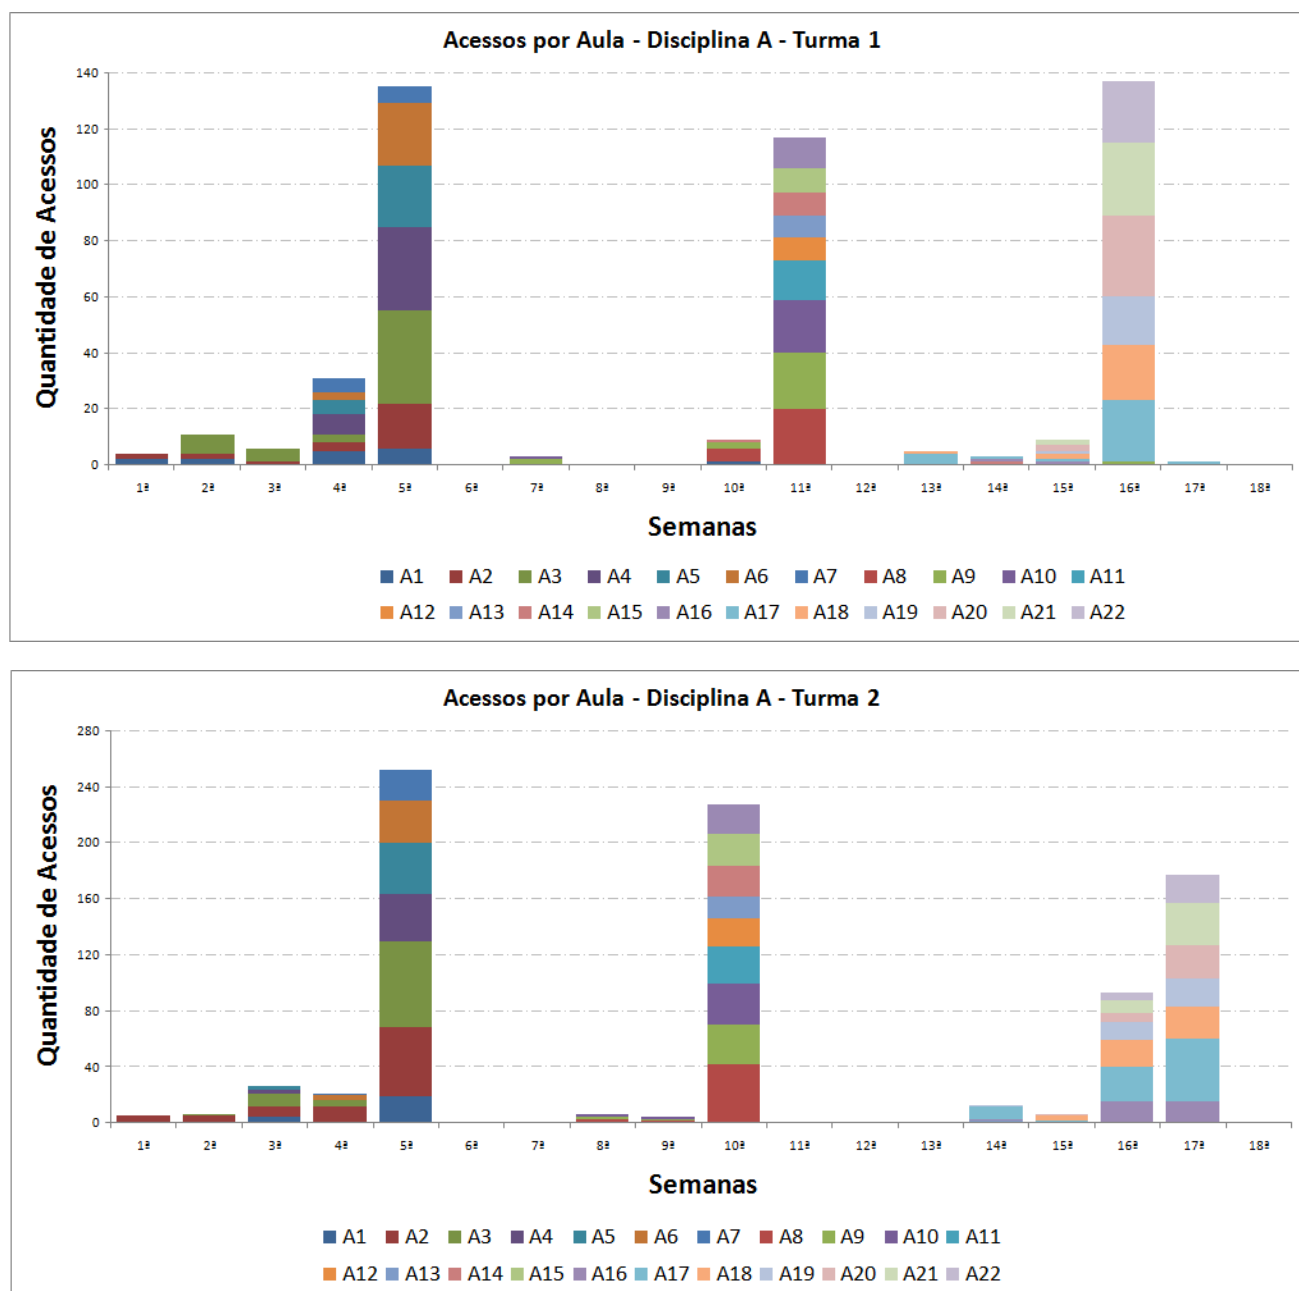 Acessos por Aula - Disciplina A - Turma 1
Quantidade de Acessos
140
120
100
80
60
40
20
0
1ª 2ª 3ª 4ª 5ª 6ª 7ª 8ª 9ª 10ª 11ª 12ª 13ª 14ª 15ª 16ª 17ª 18ª
Semanas
A1 A2 A3 A4 A5 A6 A7 A8 A9 A10 A11
A12 A13 A14 A15 A16 A17 A18 A19 A20 A21 A22
Acessos por Aula - Disciplina A - Turma 2
Quantidade de Acessos
280
240
200
160
120
80
40
0
1ª 2ª 3ª 4ª 5ª 6ª 7ª 8ª 9ª 10ª 11ª 12ª 13ª 14ª 15ª 16ª 17ª 18ª
Semanas
A1 A2 A3 A4 A5 A6 A7 A8 A9 A10 A11
A12 A13 A14 A15 A16 A17 A18 A19 A20 A21 A22